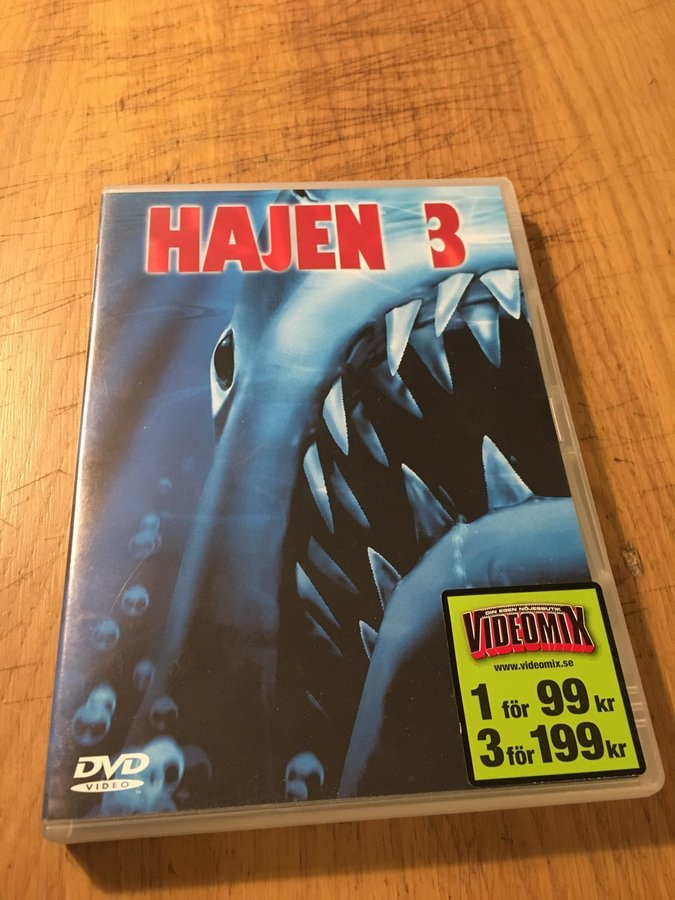 HAJEN 3
DIN EGEN NÖJESBUTIK
VIDEOMIX
www.videomix.se
1 för 99 kr
3 för 199 kr
DVD
VIDEO
TM